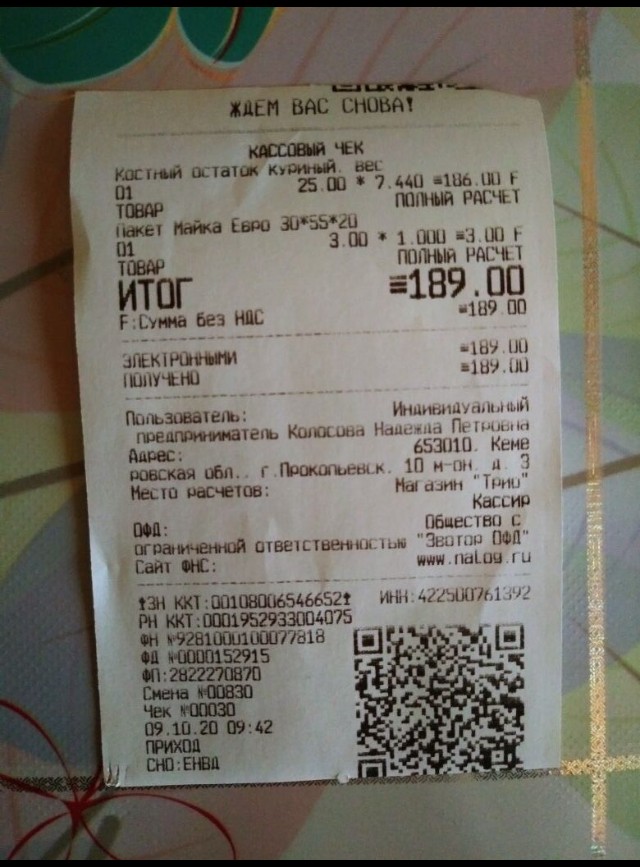 ЖДЕМ ВАС СНОВА!
КАССОВЫЙ ЧЕК
Костный остаток куриный, вес
01 25.00 * 7.440 ≡186.00 F
ТОВАР ПОЛНЫЙ РАСЧЕТ
Пакет Майка Евро 30*55*20
01 3.00 * 1.000 ≡3.00 F
ТОВАР ПОЛНЫЙ РАСЧЕТ
ИТОГ ≡189.00
F:Сумма без НДС ≡189.00
ЭЛЕКТРОННЫМИ ≡189.00
ПОЛУЧЕНО ≡189.00
Пользователь: Индивидуальный
предприниматель Колосова Надежда Петровна
Адрес: 653010, Кеме
ровская обл., г.Прокопьевск, 10 м-он, д. 3
Место расчетов: Магазин "Трио"
Кассир
ОФД: Общество с
ограниченной ответственностью "Эвотор ОФД"
Сайт ФНС: www.nalog.ru
ЗН ККТ:00108006546652 ИНН:422500761392
РН ККТ:0001952933004075
ФН №9281000100077818
ФД №0000152915
ФП:2822270870
Смена №00830
Чек №00030
09.10.20 09:42
ПРИХОД
СНО:ЕНВД